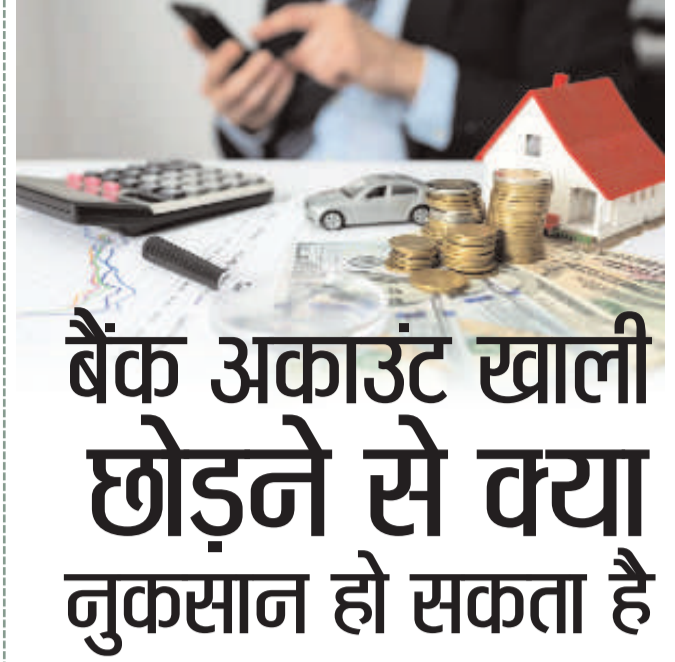 बैंक अकाउंट खाली
छोड़ने से क्या
नुकसान हो सकता है